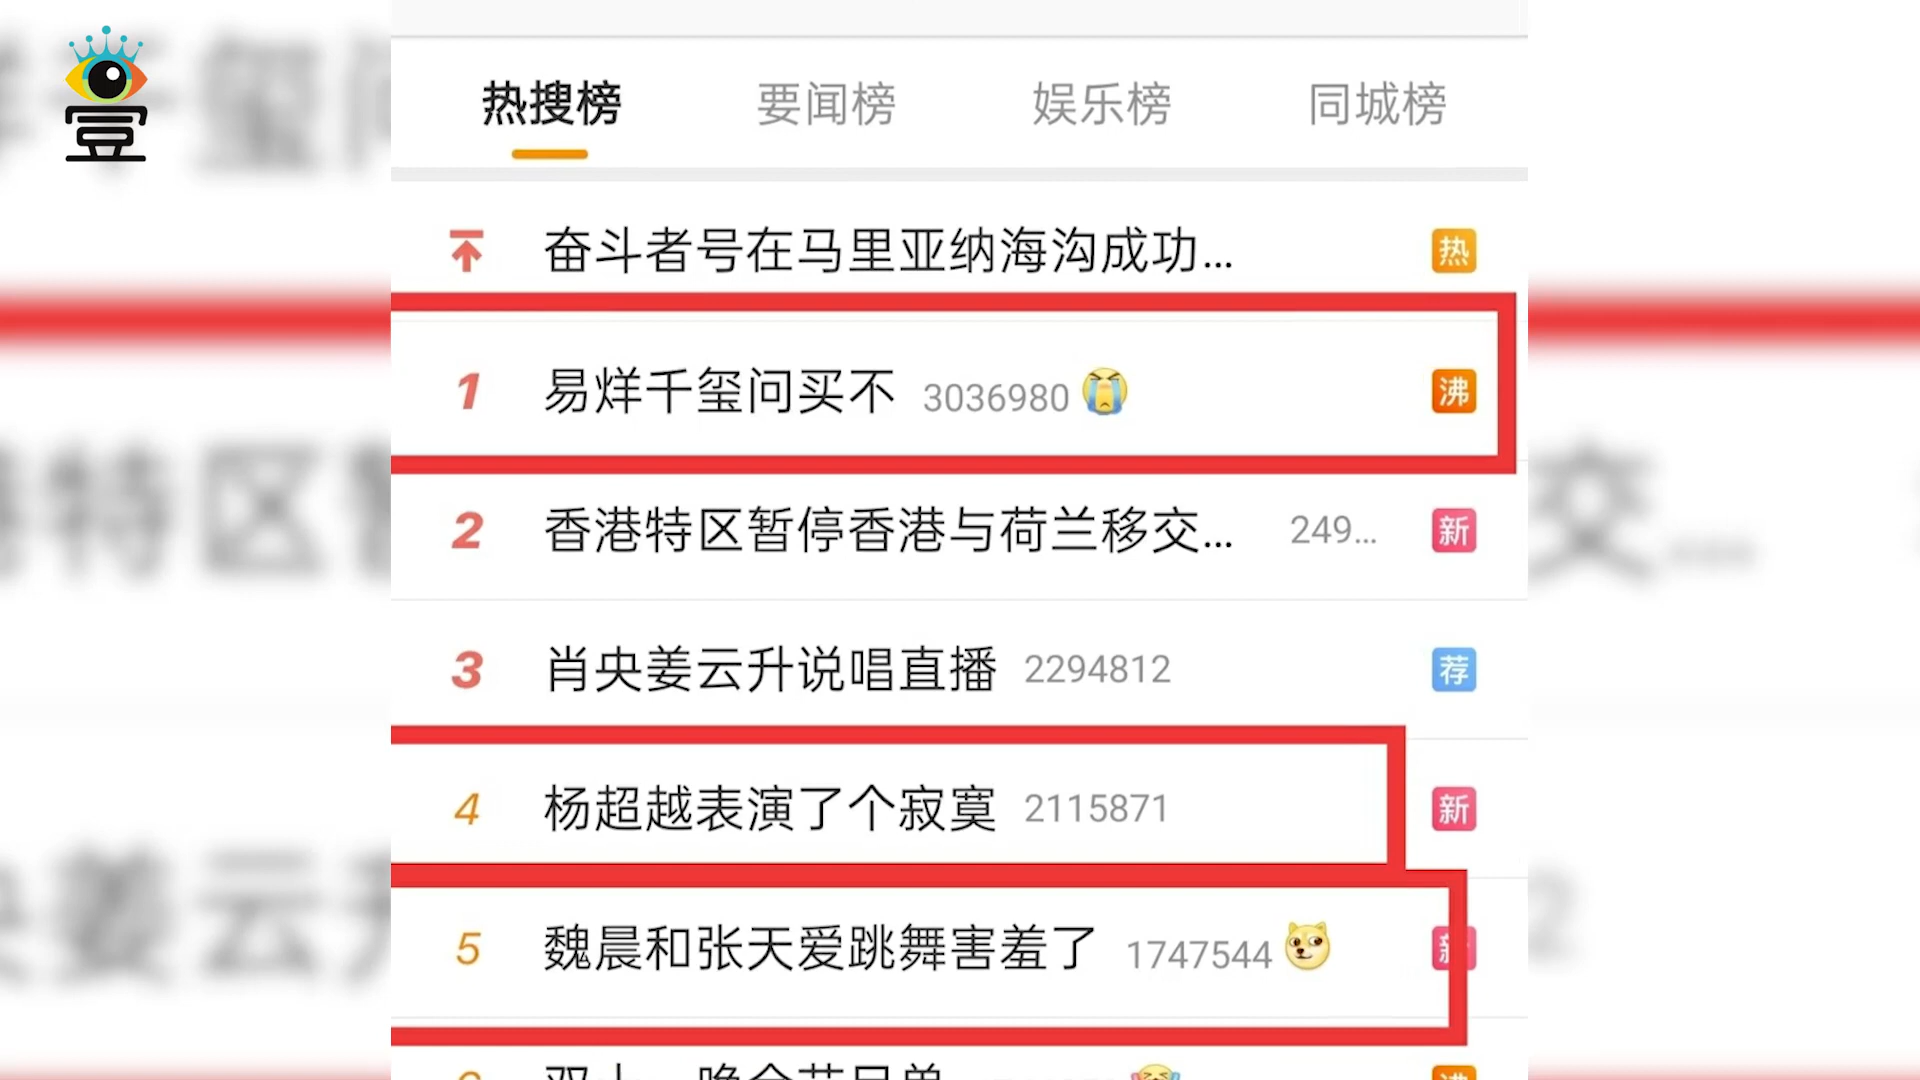 壹
热搜榜 要闻榜 娱乐榜 同城榜
奋斗者号在马里亚纳海沟成功... 热
1 易烊千玺问买不 3036980 沸
2 香港特区暂停香港与荷兰移交... 249... 新
3 肖央姜云升说唱直播 2294812 荐
4 杨超越表演了个寂寞 2115871 新
5 魏晨和张天爱跳舞害羞了 1747544 新